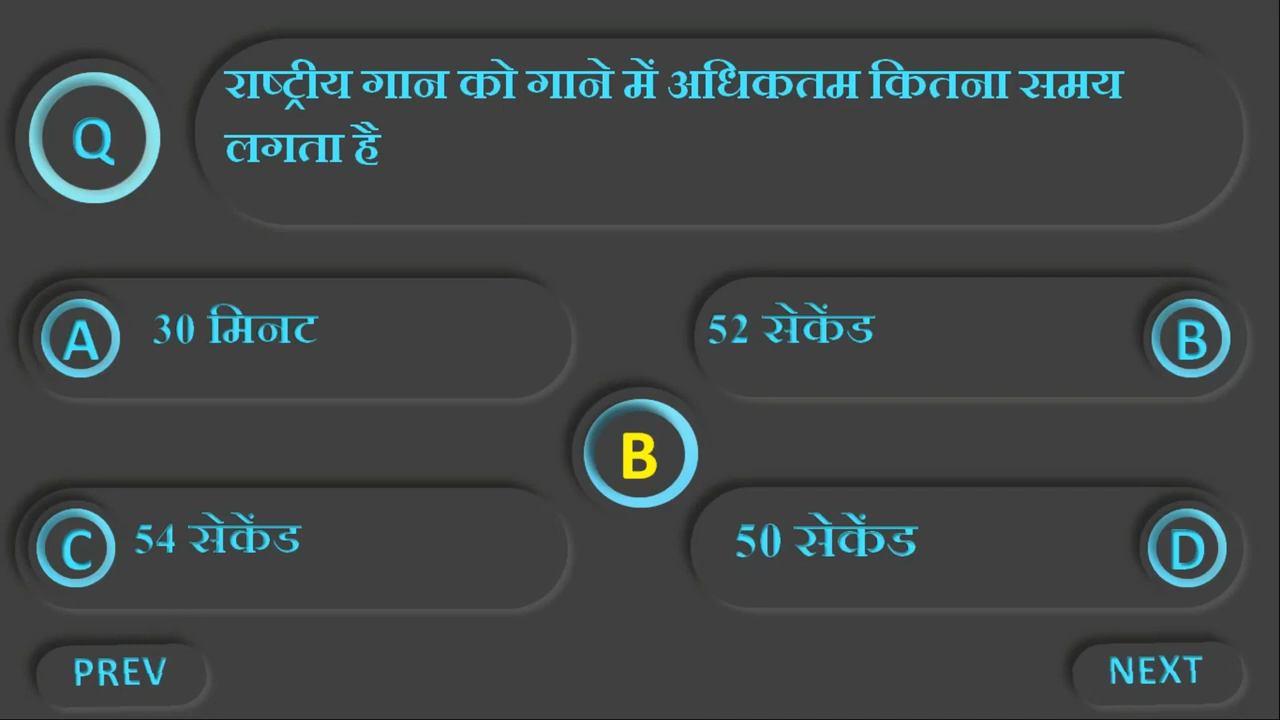 Q
राष्ट्रीय गान को गाने में अधिकतम कितना समय
लगता है
A 30 मिनट
52 सेकेंड B
B
C 54 सेकेंड
50 सेकेंड D
PREV
NEXT